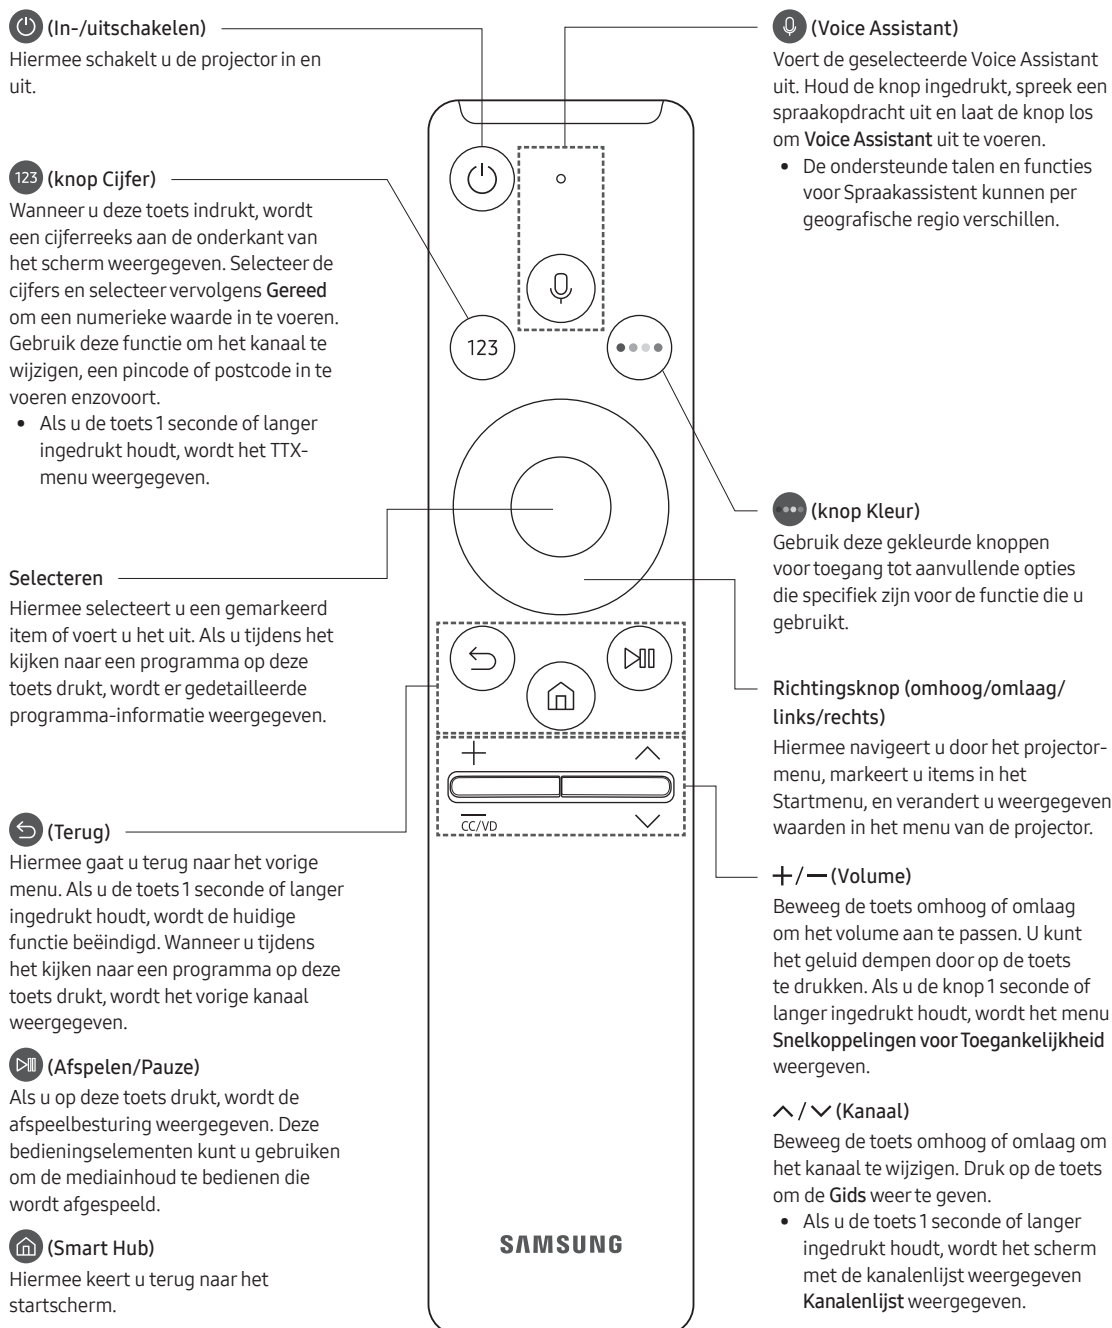 (In-/uitschakelen)
Hiermee schakelt u de projector in en
uit.
123 (knop Cijfer)
Wanneer u deze toets indrukt, wordt
een cijferreeks aan de onderkant van
het scherm weergegeven. Selecteer de
cijfers en selecteer vervolgens Gereed
om een numerieke waarde in te voeren.
Gebruik deze functie om het kanaal te
wijzigen, een pincode of postcode in te
voeren enzovoort.
• Als u de toets 1 seconde of langer
ingedrukt houdt, wordt het TTX-
menu weergegeven.
Selecteren
Hiermee selecteert u een gemarkeerd
item of voert u het uit. Als u tijdens het
kijken naar een programma op deze
toets drukt, wordt er gedetailleerde
programma-informatie weergegeven.
(Terug)
Hiermee gaat u terug naar het vorige
menu. Als u de toets 1 seconde of langer
ingedrukt houdt, wordt de huidige
functie beëindigd. Wanneer u tijdens
het kijken naar een programma op deze
toets drukt, wordt het vorige kanaal
weergegeven.
(Afspelen/Pauze)
Als u op deze toets drukt, wordt de
afspeelbesturing weergegeven. Deze
bedieningselementen kunt u gebruiken
om de mediainhoud te bedienen die
wordt afgespeeld.
(Smart Hub)
Hiermee keert u terug naar het
startscherm.
123
CC/VD
SAMSUNG
(Voice Assistant)
Voert de geselecteerde Voice Assistant
uit. Houd de knop ingedrukt, spreek een
spraakopdracht uit en laat de knop los
om Voice Assistant uit te voeren.
• De ondersteunde talen en functies
voor Spraakassistent kunnen per
geografische regio verschillen.
(knop Kleur)
Gebruik deze gekleurde knoppen
voor toegang tot aanvullende opties
die specifiek zijn voor de functie die u
gebruikt.
Richtingsknop (omhoog/omlaag/
links/rechts)
Hiermee navigeert u door het projector-
menu, markeert u items in het
Startmenu, en verandert u weergegeven
waarden in het menu van de projector.
+/— (Volume)
Beweeg de toets omhoog of omlaag
om het volume aan te passen. U kunt
het geluid dempen door op de toets
te drukken. Als u de knop 1 seconde of
langer ingedrukt houdt, wordt het menu
Snelkoppelingen voor Toegankelijkheid
weergeven.
/ (Kanaal)
Beweeg de toets omhoog of omlaag om
het kanaal te wijzigen. Druk op de toets
om de Gids weer te geven.
• Als u de toets 1 seconde of langer
ingedrukt houdt, wordt het scherm
met de kanalenlijst weergegeven
Kanalenlijst weergegeven.